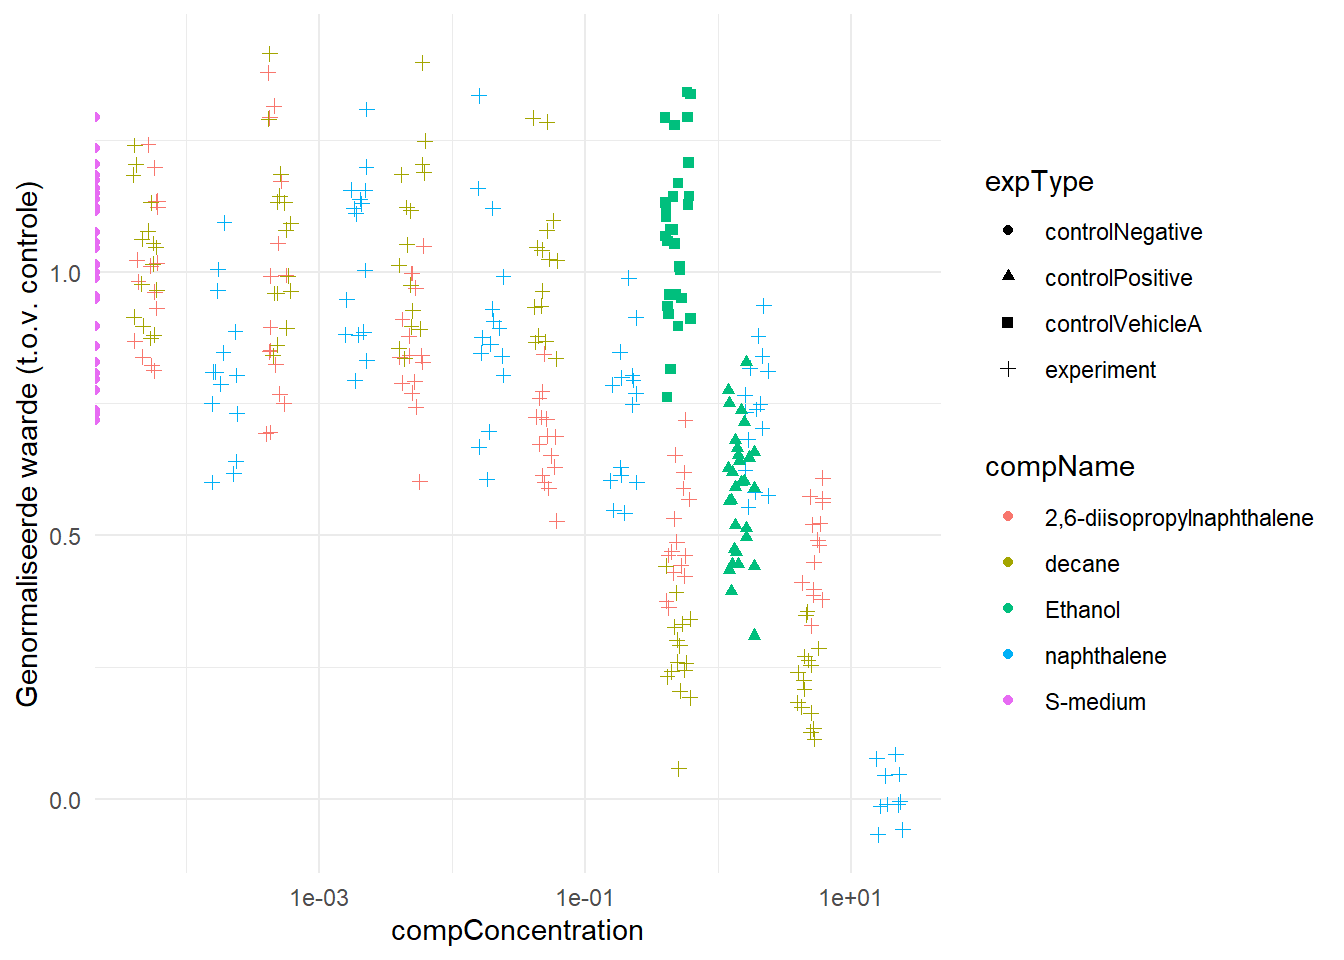 Genormaliseerde waarde (t.o.v. controle)
1.0
0.5
0.0
1e-03
1e-01
1e+01
compConcentration
expType
controlNegative
controlPositive
controlVehicleA
experiment
compName
2,6-diisopropylnaphthalene
decane
Ethanol
naphthalene
S-medium